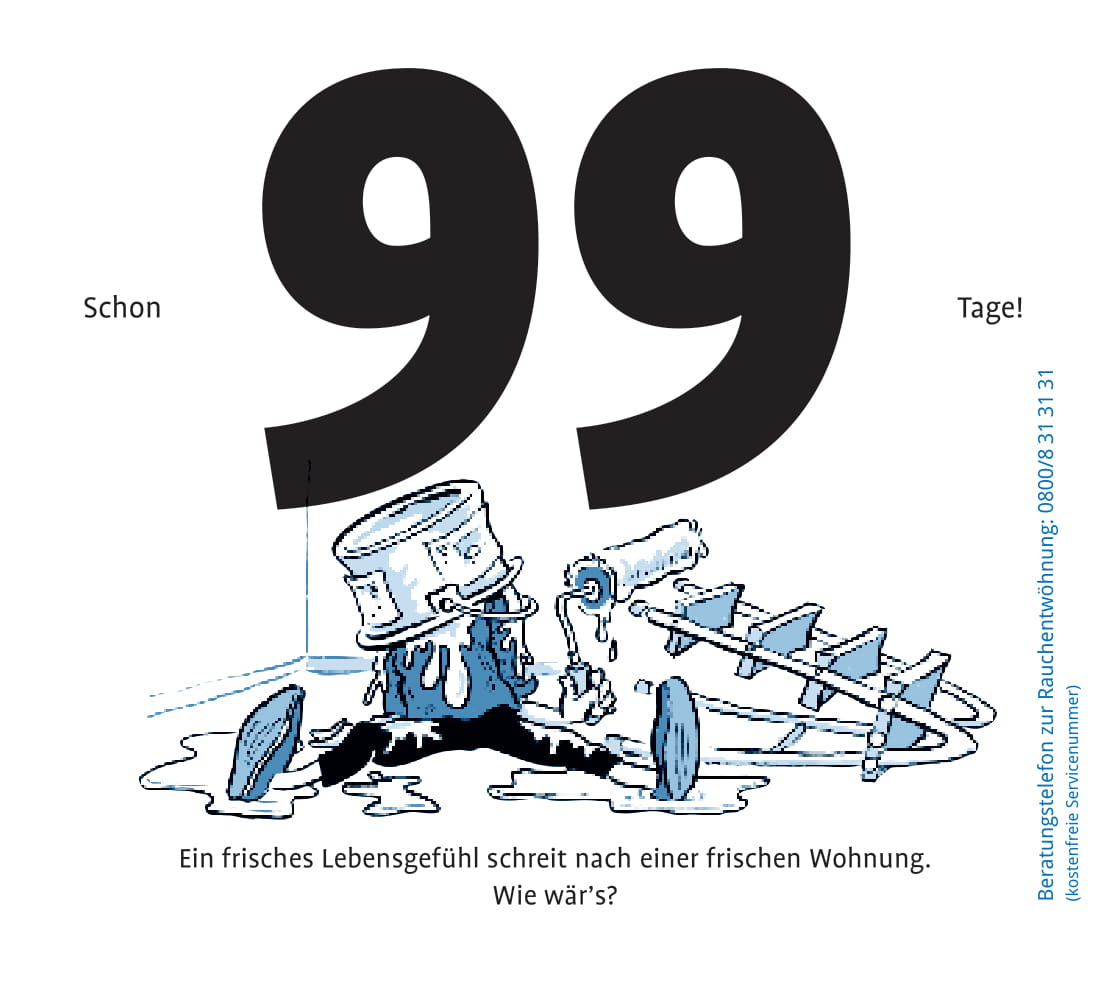 Schon
99
Tage!
Ein frisches Lebensgefühl schreit nach einer frischen Wohnung.
Wie wär’s?
Beratungstelefon zur Rauchentwöhnung: 0800/8 31 31 31
(kostenfreie Servicenummer)